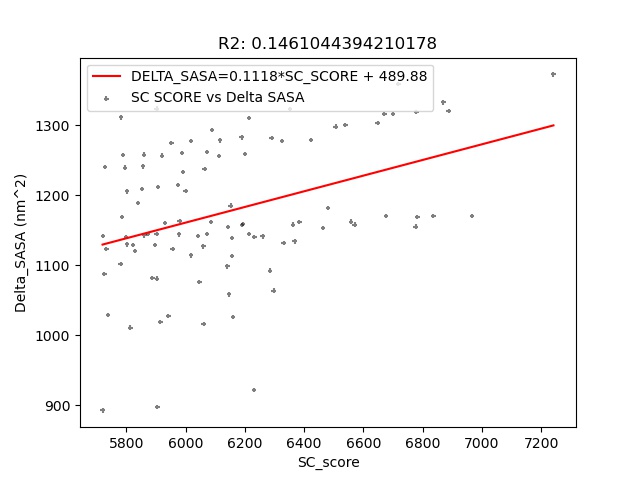 R2: 0.1461044394210178
DELTA_SASA=0.1118*SC_SCORE + 489.88
SC SCORE vs Delta SASA
Delta_SASA (nm^2)
1300
1200
1100
1000
900
5800 6000 6200 6400 6600 6800 7000 7200
SC_score